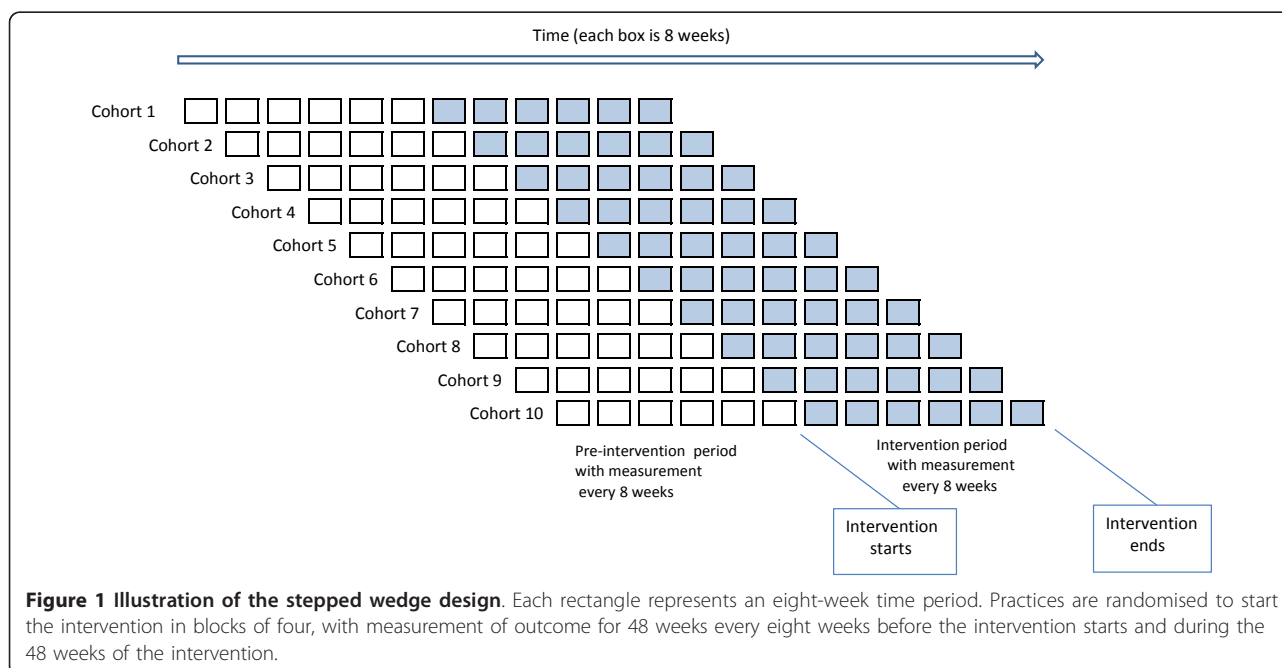 Time (each box is 8 weeks)
Cohort 1
Cohort 2
Cohort 3
Cohort 4
Cohort 5
Cohort 6
Cohort 7
Cohort 8
Cohort 9
Cohort 10
Pre-intervention period
with measurement
every 8 weeks
Intervention period
with measurement
every 8 weeks
Intervention
starts
Intervention
ends
Figure 1 Illustration of the stepped wedge design. Each rectangle represents an eight-week time period. Practices are randomised to start
the intervention in blocks of four, with measurement of outcome for 48 weeks every eight weeks before the intervention starts and during the
48 weeks of the intervention.